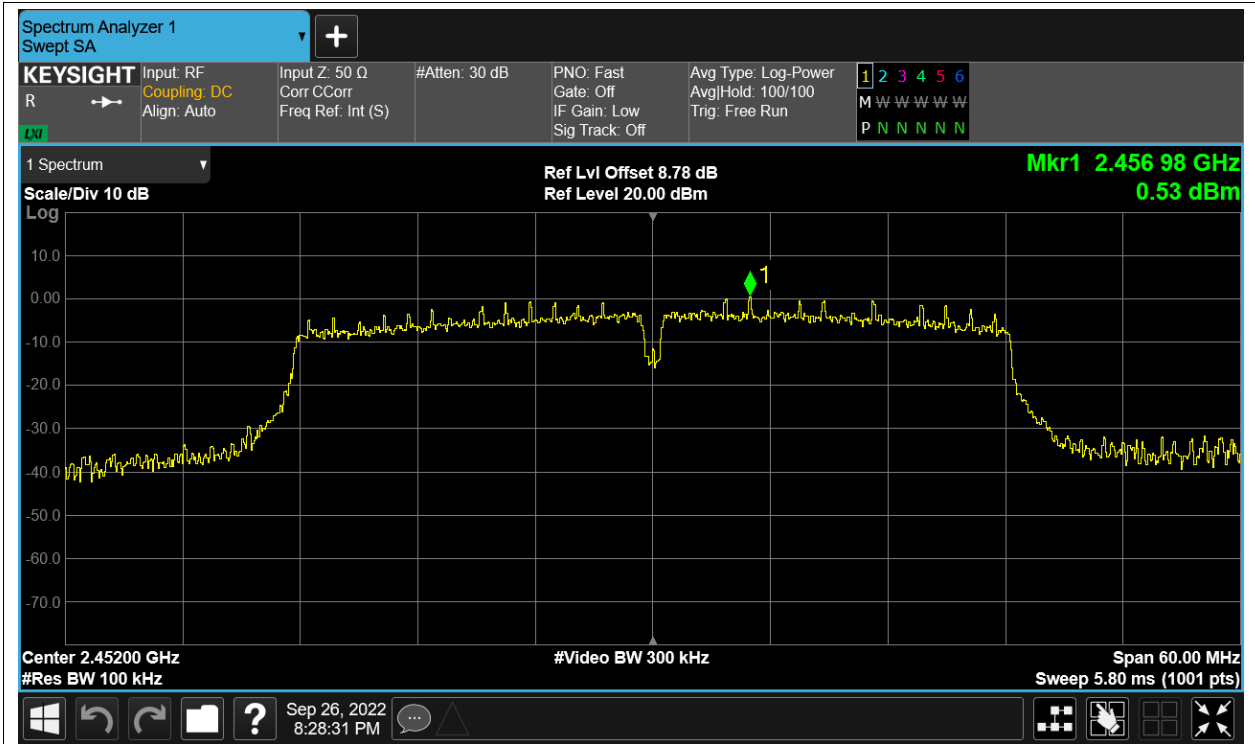 Spectrum Analyzer 1
Swept SA
KEYSIGHT
R
LXI
Input: RF
Coupling: DC
Align: Auto
Input Z: 50 Ω
Corr CCorr
Freq Ref: Int (S)
#Atten: 30 dB
PNO: Fast
Gate: Off
IF Gain: Low
Sig Track: Off
Avg Type: Log-Power
Avg|Hold: 100/100
Trig: Free Run
1 2 3 4 5 6
M W W W W W
P N N N N N
1 Spectrum
Scale/Div 10 dB
Log
Ref Lvl Offset 8.78 dB
Ref Level 20.00 dBm
Mkr1 2.456 98 GHz
0.53 dBm
10.0
0.00
-10.0
-20.0
-30.0
-40.0
-50.0
-60.0
-70.0
1
Center 2.45200 GHz
#Res BW 100 kHz
#Video BW 300 kHz
Span 60.00 MHz
Sweep 5.80 ms (1001 pts)
?
Sep 26, 2022
8:28:31 PM